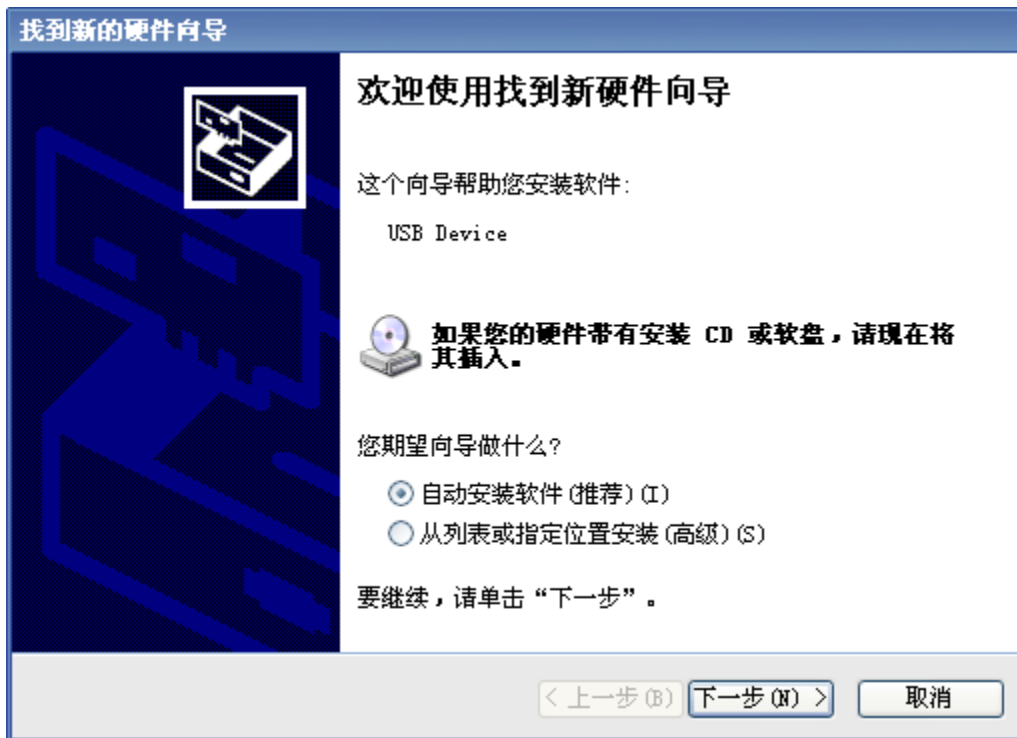 找到新的硬件向导
欢迎使用找到新硬件向导
这个向导帮助您安装软件:
USB Device
如果您的硬件带有安装 CD 或软盘，请现在将
其插入。
您期望向导做什么?
自动安装软件(推荐)(I)
从列表或指定位置安装(高级)(S)
要继续，请单击“下一步”。
< 上一步(B)
下一步(N) >
取消